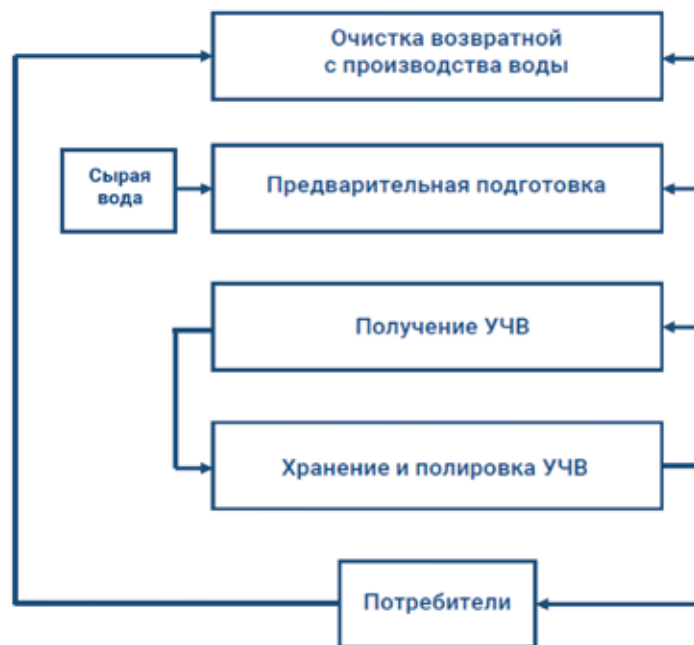 Очистка возвратной
с производства воды
Сырая
вода
Предварительная подготовка
Получение УЧВ
Хранение и полировка УЧВ
Потребители